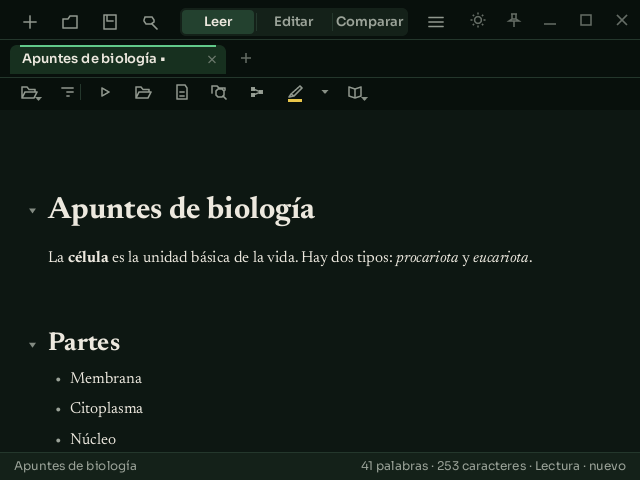 Leer Editar Comparar
Apuntes de biología •
Apuntes de biología
La célula es la unidad básica de la vida. Hay dos tipos: procariota y eucariota.
Partes
• Membrana
• Citoplasma
• Núcleo
Apuntes de biología 41 palabras · 253 caracteres · Lectura · nuevo